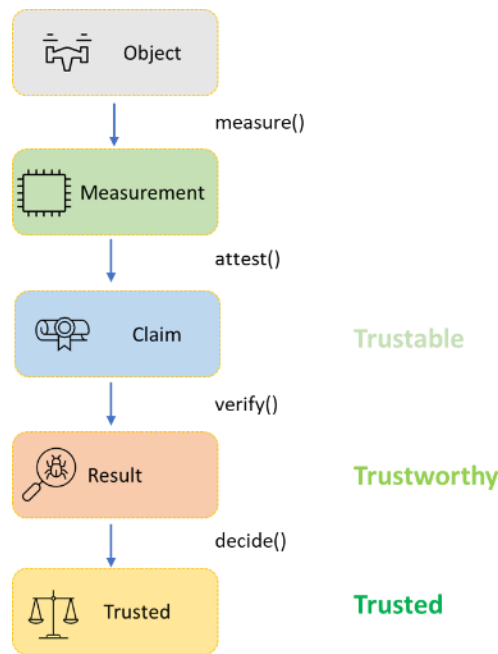 Object
measure()
Measurement
attest()
Claim
Trustable
verify()
Result
Trustworthy
decide()
Trusted
Trusted